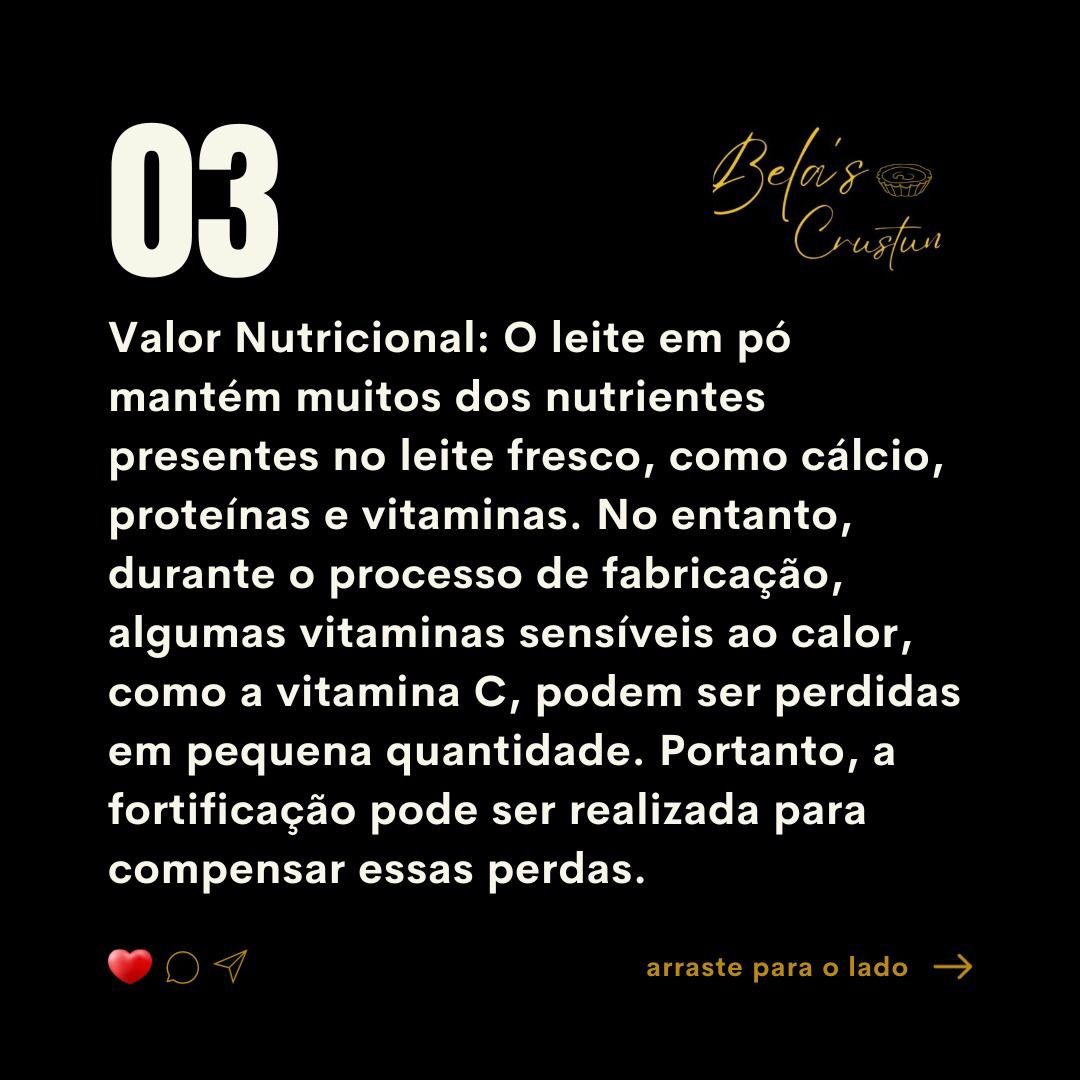 03
Bela's
Crustun
Valor Nutricional: O leite em pó
mantém muitos dos nutrientes
presentes no leite fresco, como cálcio,
proteínas e vitaminas. No entanto,
durante o processo de fabricação,
algumas vitaminas sensíveis ao calor,
como a vitamina C, podem ser perdidas
em pequena quantidade. Portanto, a
fortificação pode ser realizada para
compensar essas perdas.
arraste para o lado